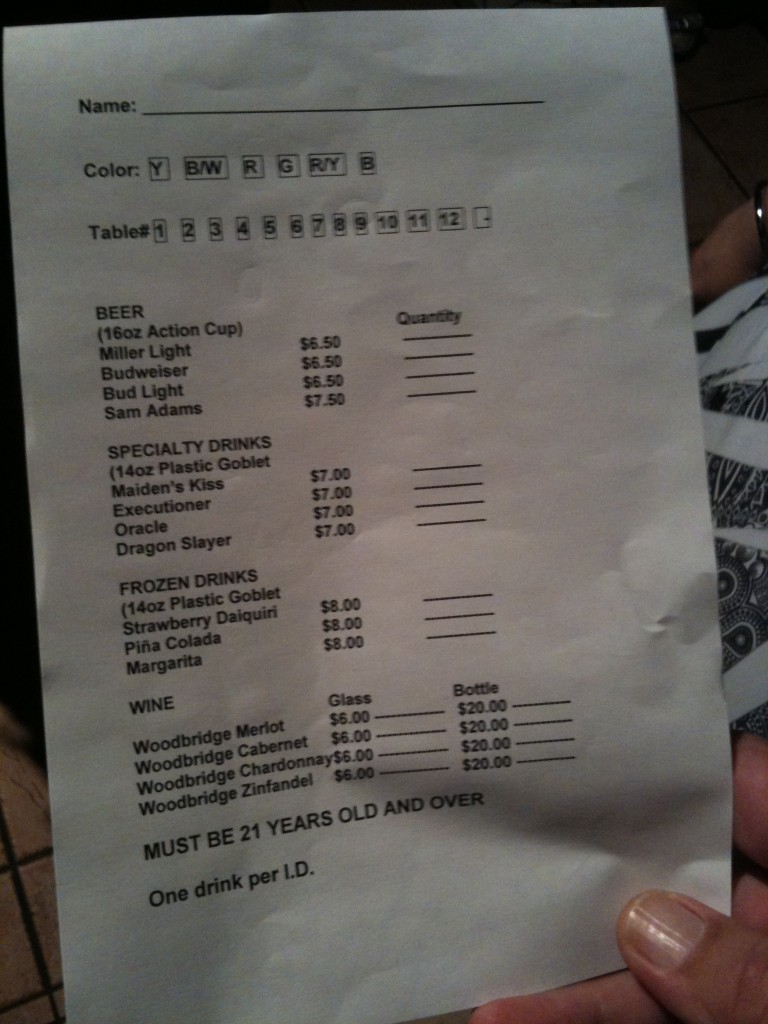 Name:
Color: Y B/W R G R/Y B
Table# 1 2 3 4 5 6 7 8 9 10 11 12 -
BEER
(16oz Action Cup) Quantity
Miller Light $6.50
Budweiser $6.50
Bud Light $6.50
Sam Adams $7.50
SPECIALTY DRINKS
(14oz Plastic Goblet
Maiden's Kiss $7.00
Executioner $7.00
Oracle $7.00
Dragon Slayer $7.00
FROZEN DRINKS
(14oz Plastic Goblet
Strawberry Daiquiri $8.00
Piña Colada $8.00
Margarita $8.00
WINE Glass Bottle
Woodbridge Merlot $6.00 $20.00
Woodbridge Cabernet $6.00 $20.00
Woodbridge Chardonnay $6.00 $20.00
Woodbridge Zinfandel $6.00 $20.00
MUST BE 21 YEARS OLD AND OVER
One drink per I.D.